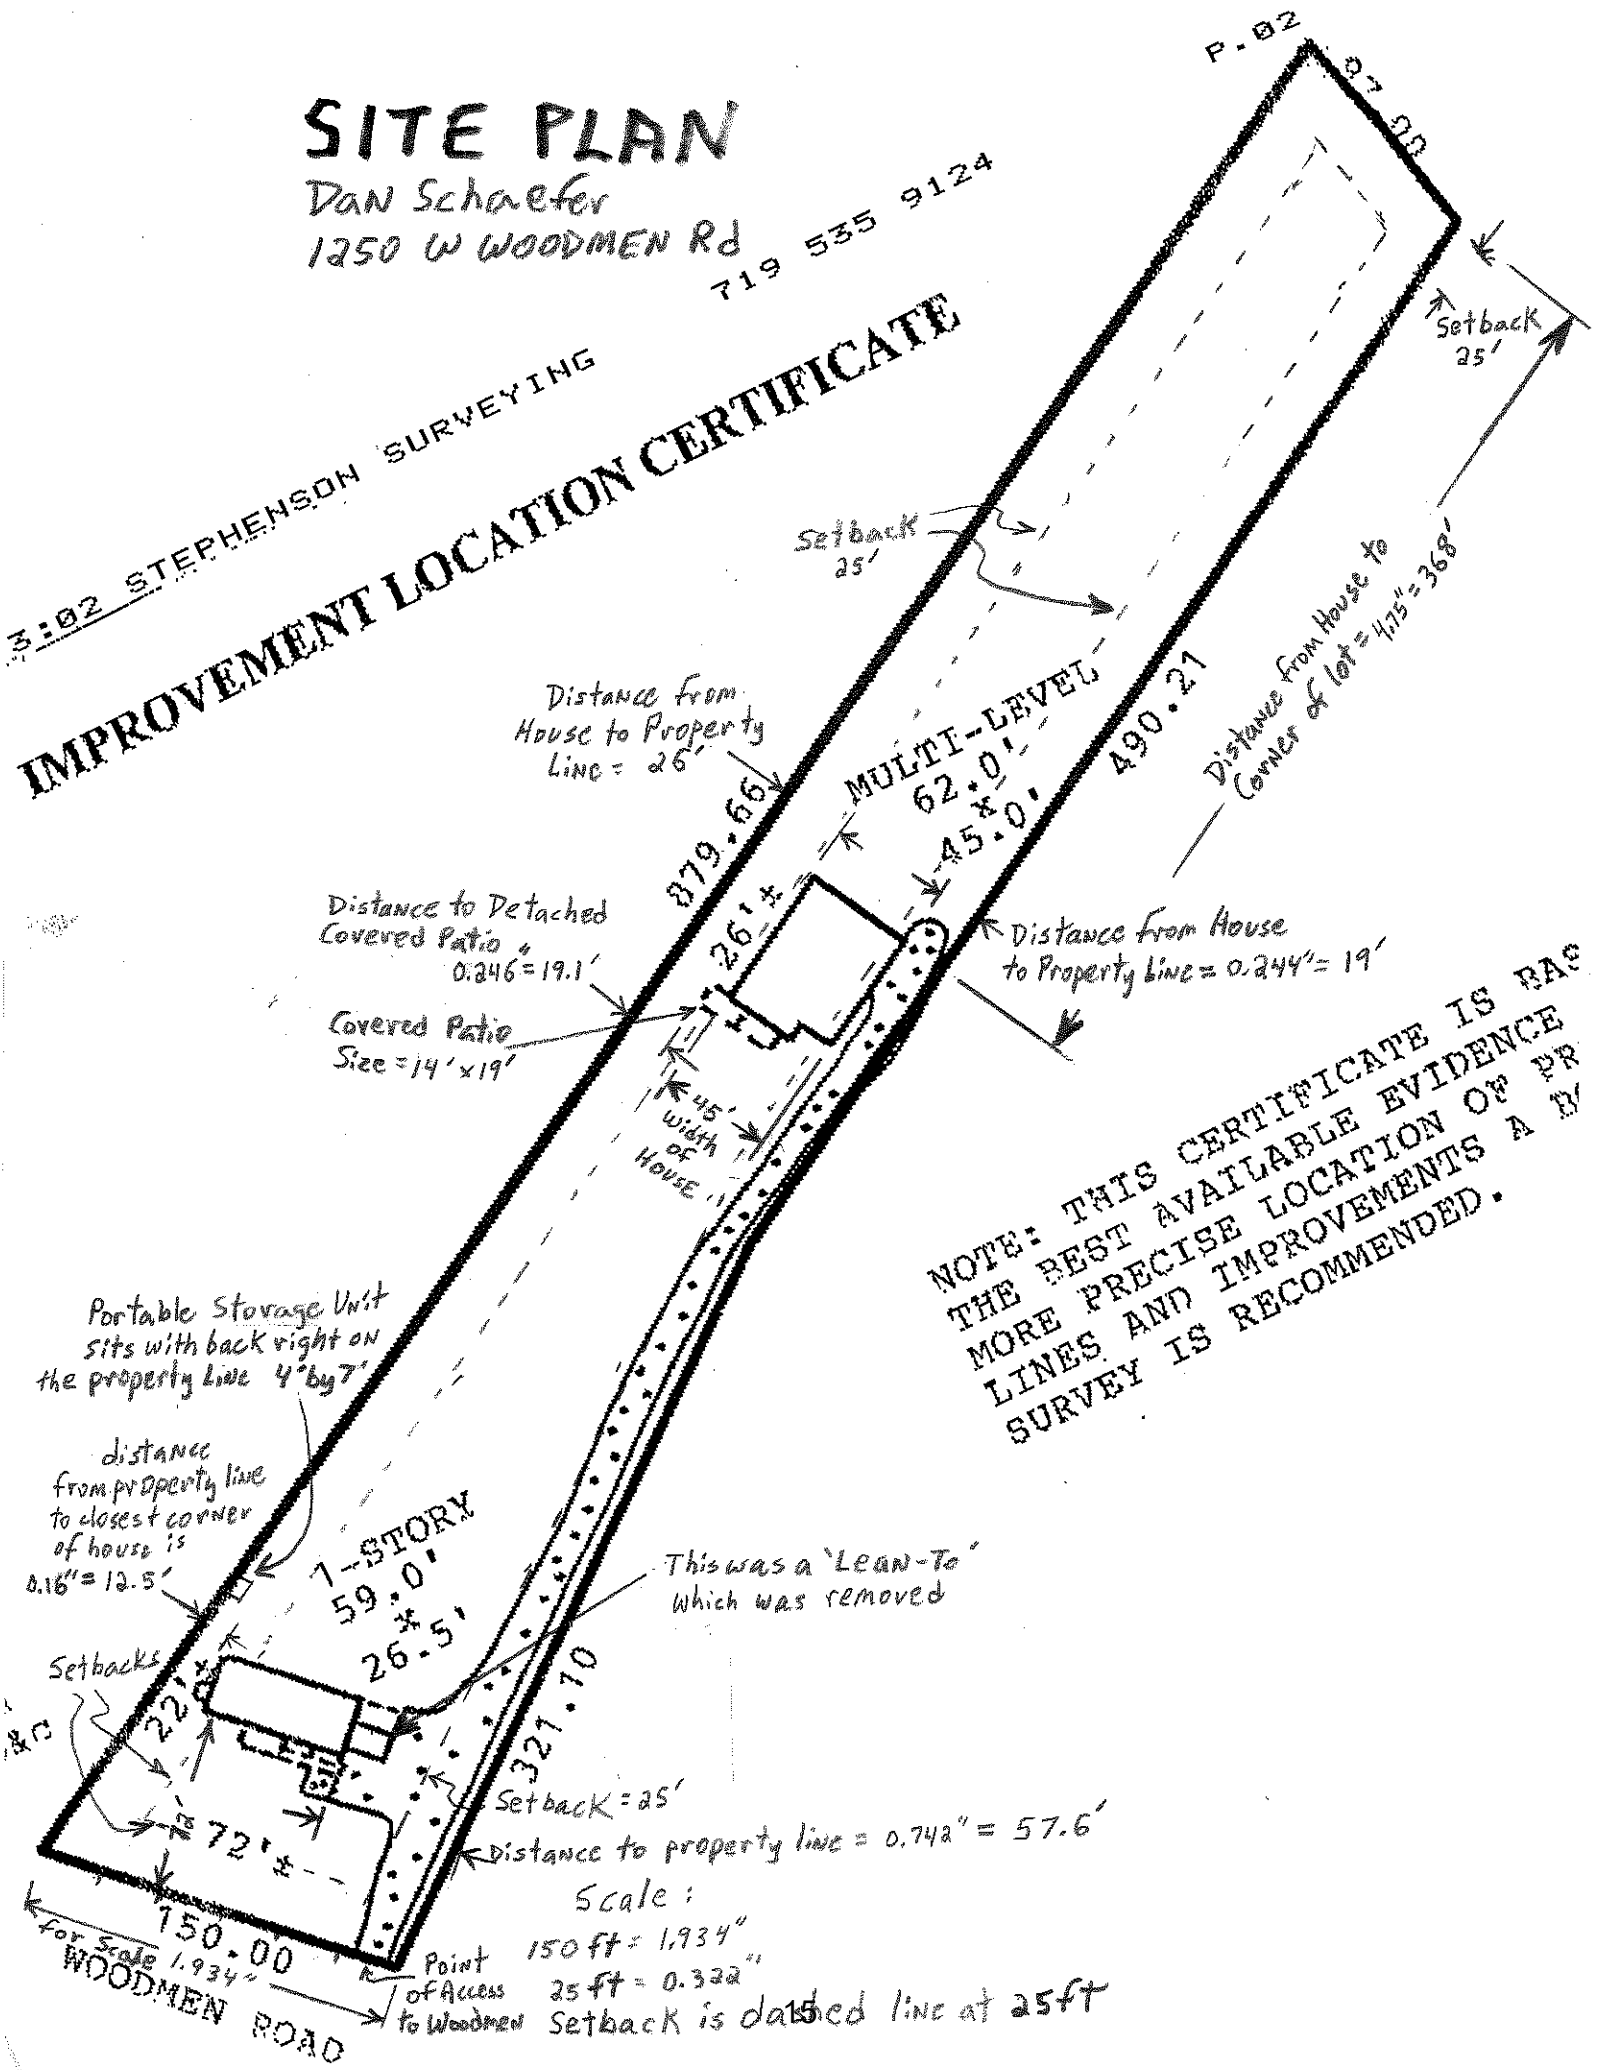 P.02
97.00
SITE PLAN
Dan Schaefer
1250 W WOODMEN Rd
719 535 9124
3:02 STEPHENSON SURVEYING
IMPROVEMENT LOCATION CERTIFICATE
Setback
25'
Setback
25'
Distance from House to
Corner of lot = 4.75" = 368'
490.21
MULTI-LEVEL
62.0'
x
45.0'
Distance from
House to Property
Line = 26'
879.66
26'±
Distance to Detached
Covered Patio
0.246" = 19.1'
Covered Patio
Size = 14' x 19'
Distance from House
to Property Line = 0.244" = 19'
45'
width
of
House
NOTE: THIS CERTIFICATE IS BAS
THE BEST AVAILABLE EVIDENCE
MORE PRECISE LOCATION OF PR
LINES AND IMPROVEMENTS A BO
SURVEY IS RECOMMENDED.
Portable Storage Unit
sits with back right on
the property Line 4' by 7'
distance
from property line
to closest corner
of house is
0.16" = 12.5'
1-STORY
59.0'
x
26.5'
This was a 'Lean-To'
which was removed
Setbacks
22'±
321.10
Setback = 25'
72'±
Distance to property line = 0.742" = 57.6'
Scale:
150 ft = 1.934"
25 ft = 0.322"
Setback is dashed line at 25ft
15
150.00
for Scale 1.934"
WOODMEN ROAD
Point
of Access
to Woodmen